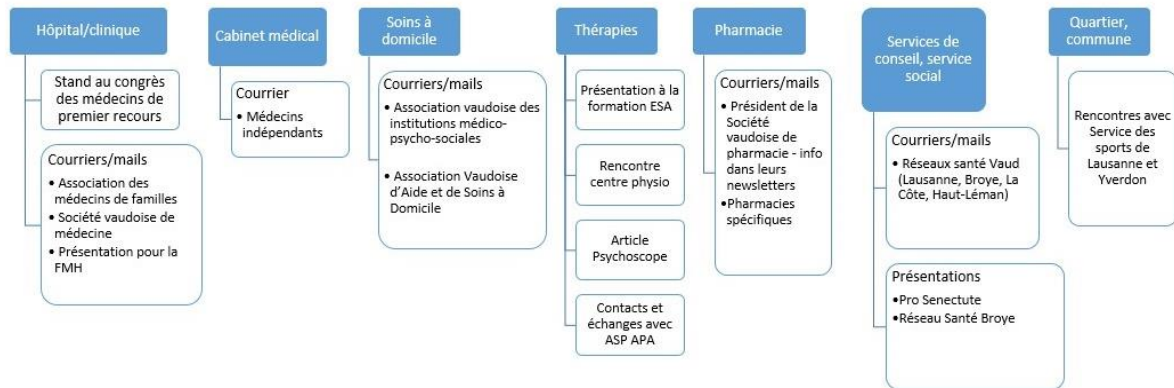 Hôpital/clinique
Stand au congrès
des médecins de
premier recours
Courriers/mails
• Association des
médecins de familles
• Société vaudoise de
médecine
• Présentation pour la
FMH
Cabinet médical
Courrier
• Médecins
indépendants
Soins à
domicile
Courriers/mails
• Association vaudoise des
institutions médico-
psycho-sociales
• Association Vaudoise
d'Aide et de Soins à
Domicile
Thérapies
Présentation à la
formation ESA
Rencontre
centre physio
Article
Psychoscope
Contacts et
échanges avec
ASP APA
Pharmacie
Courriers/mails
• Président de la
Société
vaudoise de
pharmacie - info
dans leurs
newsletters
•Pharmacies
spécifiques
Services de
conseil, service
social
Courriers/mails
• Réseaux santé Vaud
(Lausanne, Broye, La
Côte, Haut-Léman)
Présentations
•Pro Senectute
•Réseau Santé Broye
Quartier,
commune
Rencontres avec
Service des
sports de
Lausanne et
Yverdon